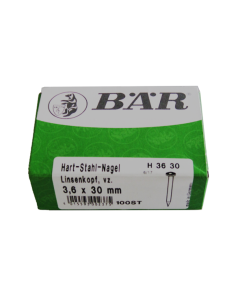 BÄR
Hart-Stahl-Nagel H 36 30
Linsenkopf, vz.
3,6 x 30 mm
100ST